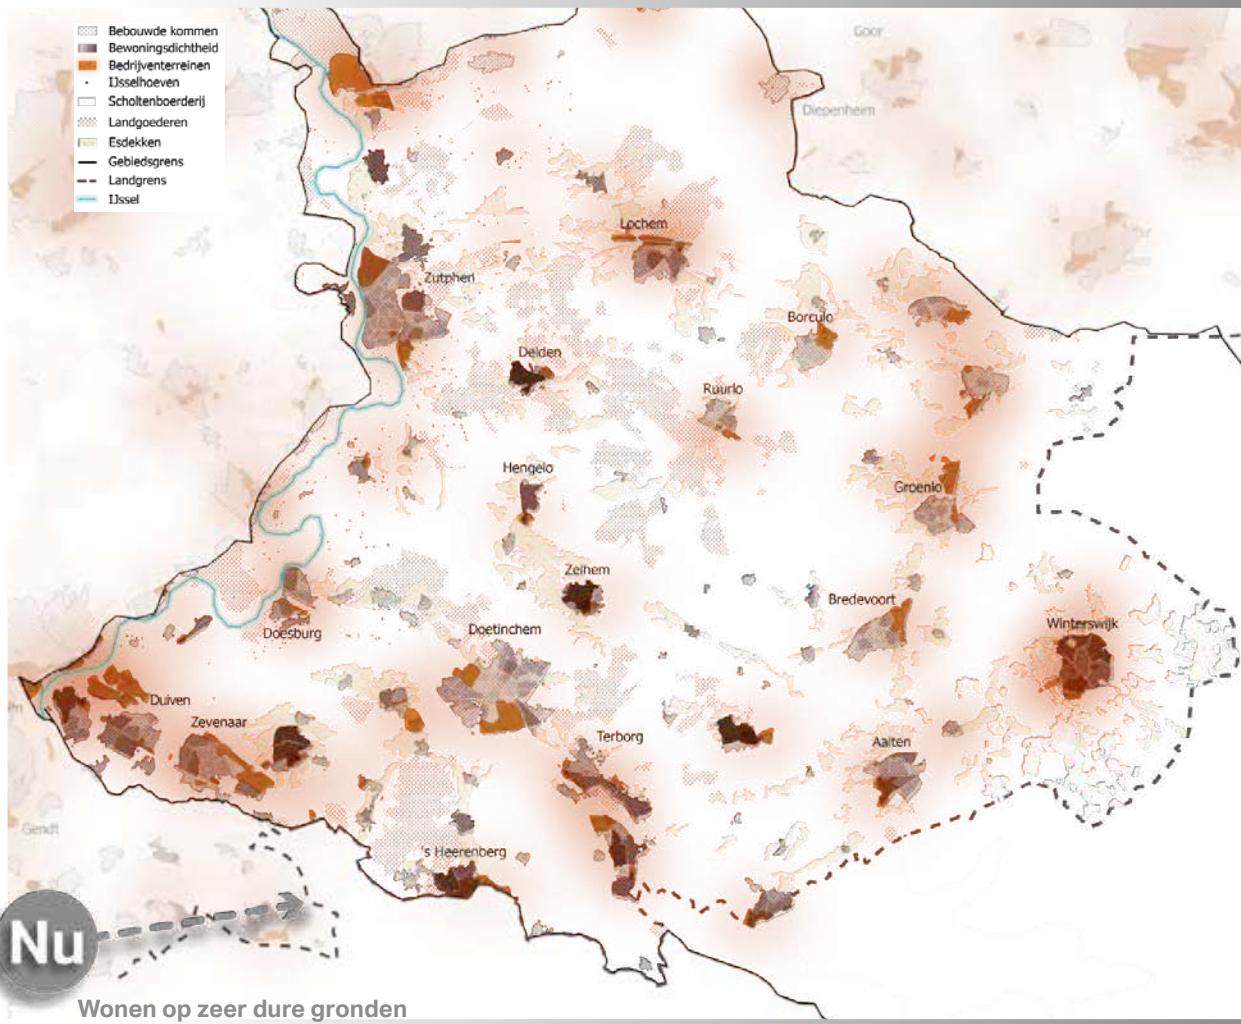 Bebouwde kommen
Bewoningsdichtheid
Bedrijventerreinen
IJsselhoeven
Scholtenboerderij
Landgoederen
Esdekken
Gebiedsgrens
Landgrens
IJssel
Goor
Diepenheim
Lochem
Zutphen
Borculo
Delden
Ruurlo
Hengelo
Groenlo
Zelhem
Bredevoort
Winterswijk
Doesburg
Doetinchem
Duiven
Zevenaar
Terborg
Aalten
Gendt
's Heerenberg
Nu
Wonen op zeer dure gronden